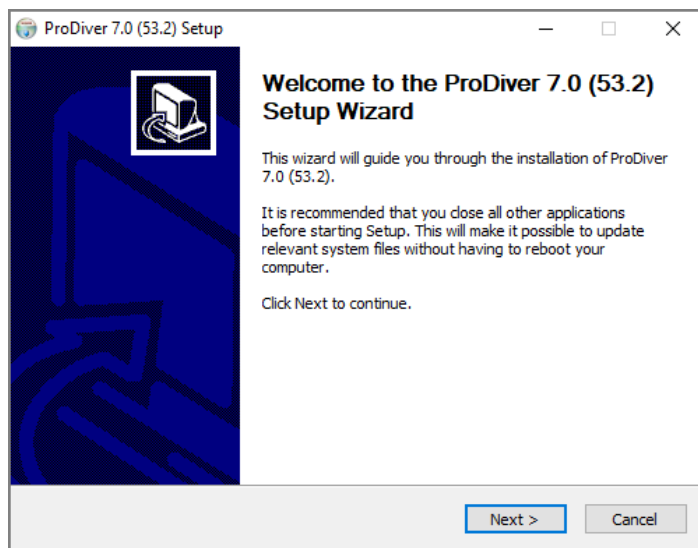 ProDiver 7.0 (53.2) Setup
Welcome to the ProDiver 7.0 (53.2)
Setup Wizard
This wizard will guide you through the installation of ProDiver
7.0 (53.2).
It is recommended that you close all other applications
before starting Setup. This will make it possible to update
relevant system files without having to reboot your
computer.
Click Next to continue.
Next >
Cancel